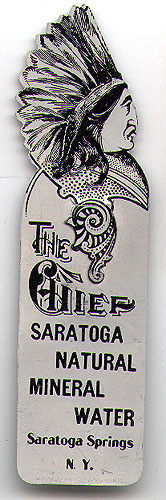 THE
CHIEF
SARATOGA
NATURAL
MINERAL
WATER
Saratoga Springs
N. Y.